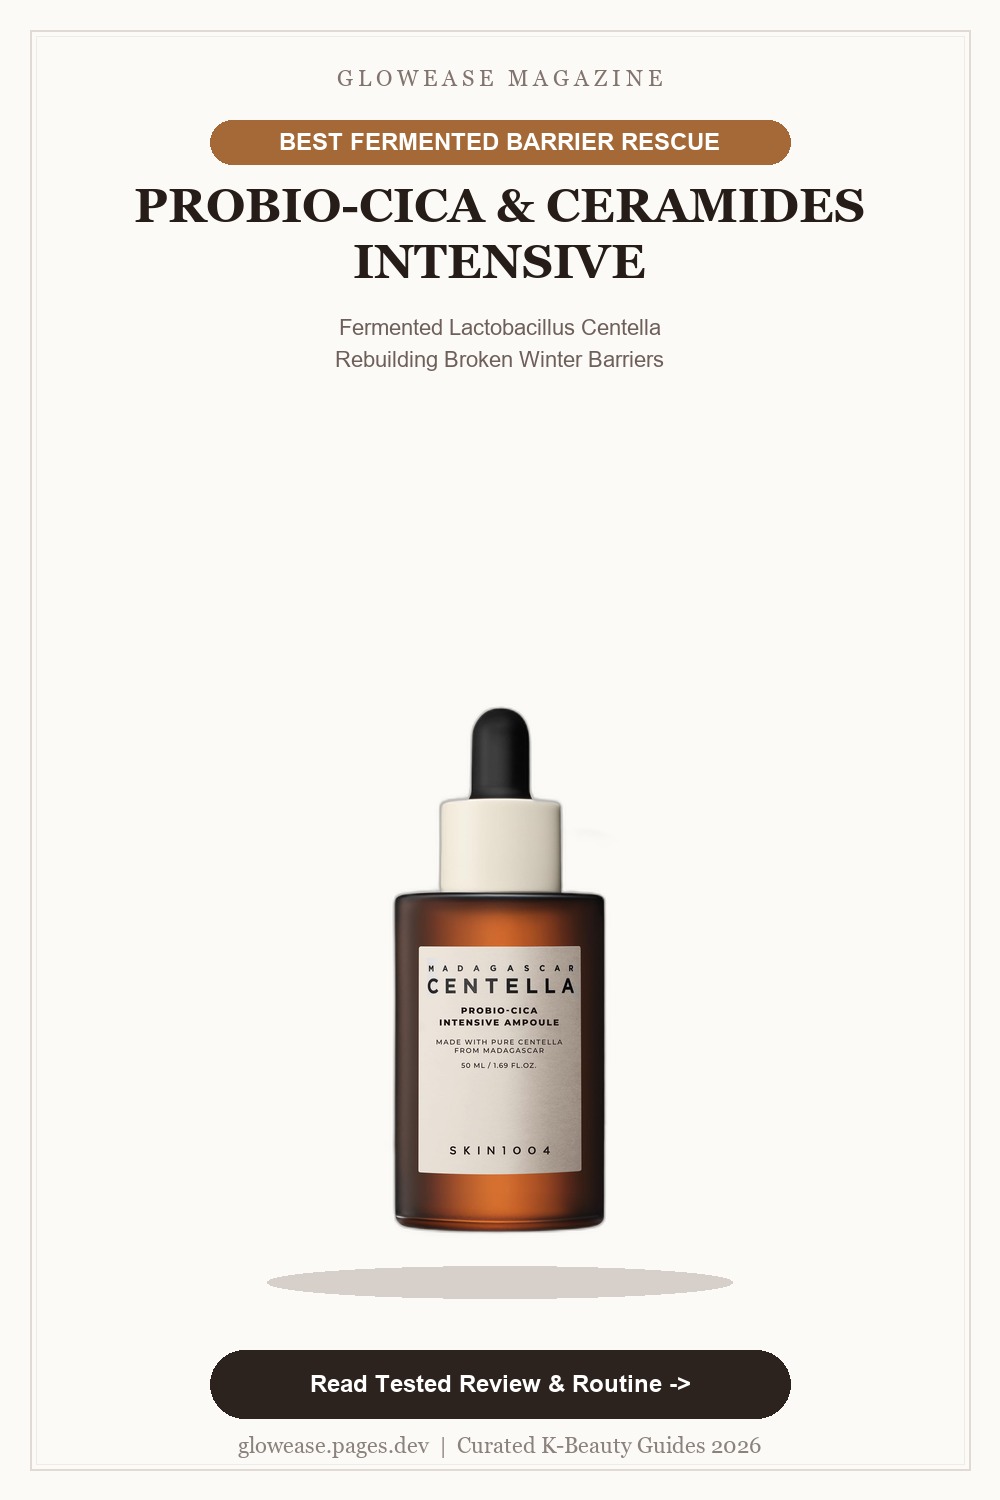 GLOWEASE MAGAZINE
BEST FERMENTED BARRIER RESCUE
PROBIO-CICA & CERAMIDES
INTENSIVE
Fermented Lactobacillus Centella
Rebuilding Broken Winter Barriers
MADAGASCAR
CENTELLA
PROBIO-CICA
INTENSIVE AMPOULE
MADE WITH PURE CENTELLA
FROM MADAGASCAR
50 ML / 1.69 FL.OZ.
SKIN1004
Read Tested Review & Routine ->
glowease.pages.dev | Curated K-Beauty Guides 2026